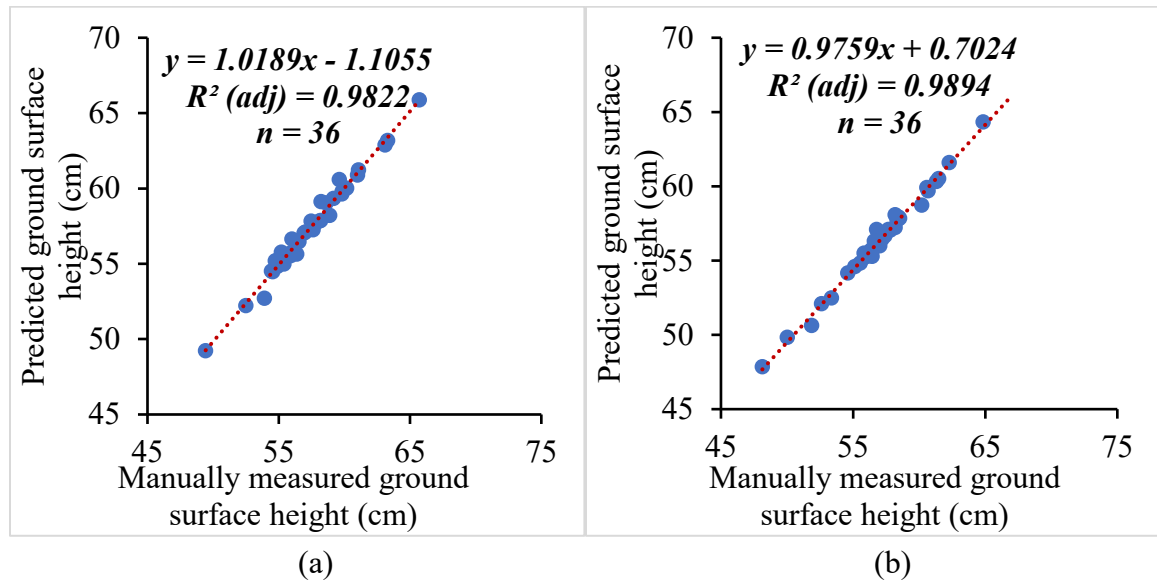 y = 1.0189x - 1.1055
R² (adj) = 0.9822
n = 36
Predicted ground surface
height (cm)
70
65
60
55
50
45
45 55 65 75
Manually measured ground
surface height (cm)
(a)
y = 0.9759x + 0.7024
R² (adj) = 0.9894
n = 36
Predicted ground surface
height (cm)
70
65
60
55
50
45
45 55 65 75
Manually measured ground
surface height (cm)
(b)